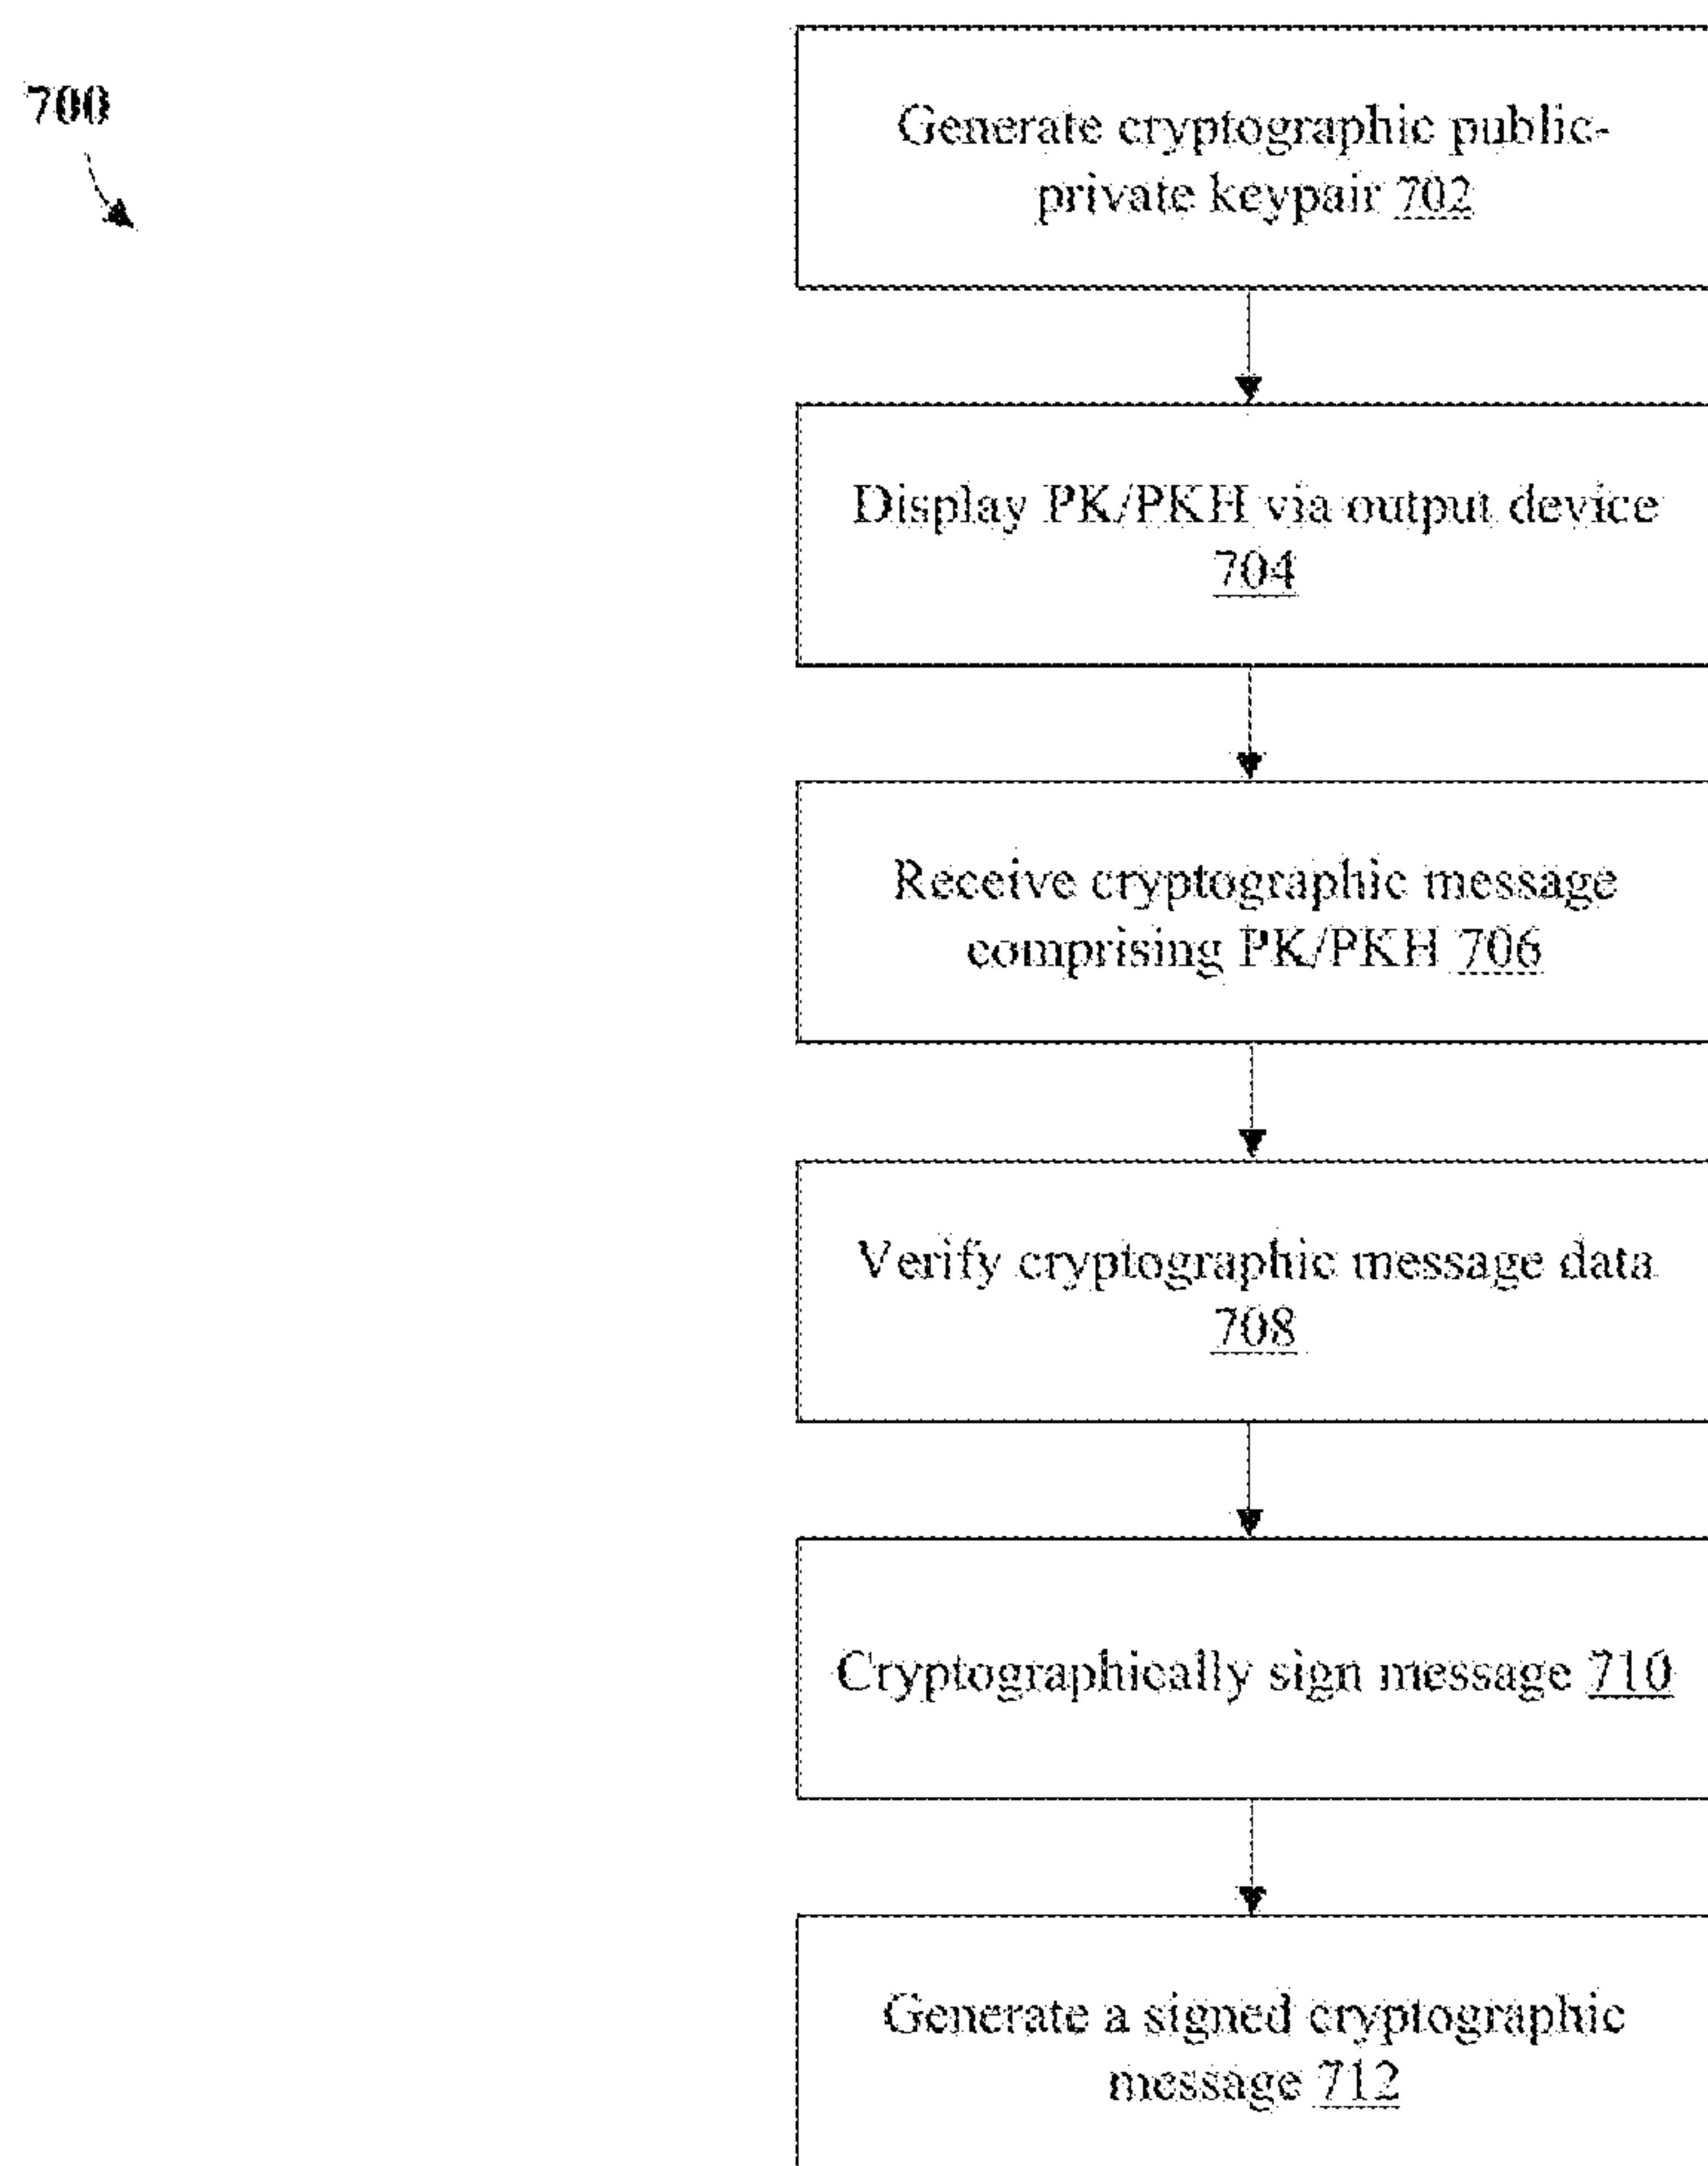 700
Generate cryptographic public-
private keypair 702
Display PK/PKH via output device
704
Receive cryptographic message
comprising PK/PKH 706
Verify cryptographic message data
708
Cryptographically sign message 710
Generate a signed cryptographic
message 712